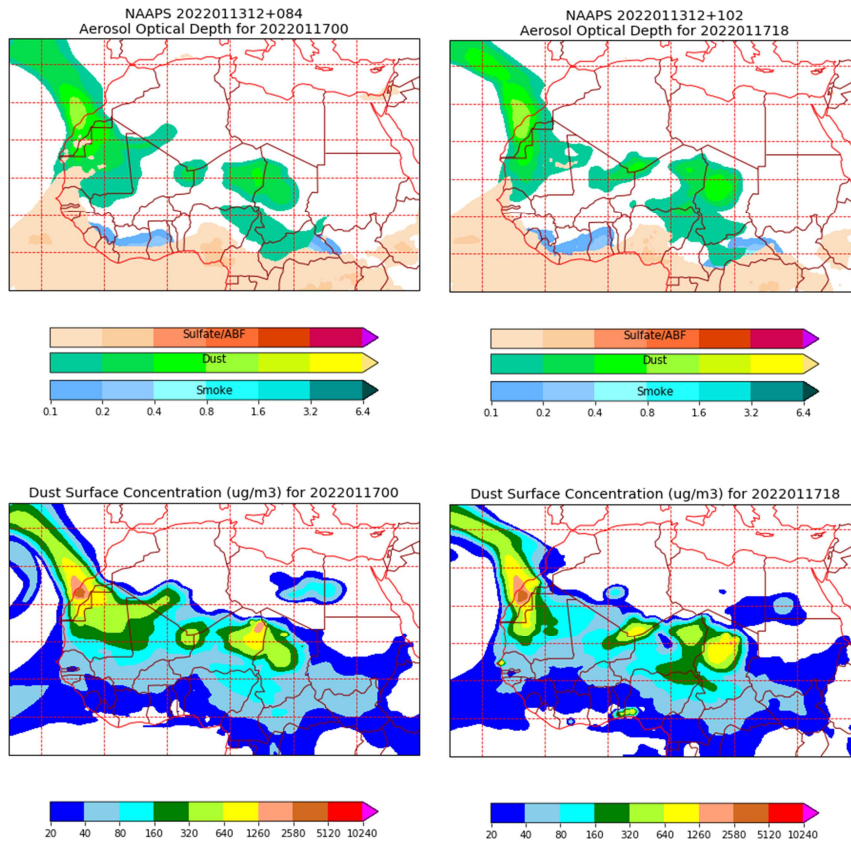 NAAPS 2022011312+084
Aerosol Optical Depth for 2022011700
NAAPS 2022011312+102
Aerosol Optical Depth for 2022011718
Sulfate/ABF
Dust
Smoke
0.1 0.2 0.4 0.8 1.6 3.2 6.4
Sulfate/ABF
Dust
Smoke
0.1 0.2 0.4 0.8 1.6 3.2 6.4
Dust Surface Concentration (ug/m3) for 2022011700
Dust Surface Concentration (ug/m3) for 2022011718
20 40 80 160 320 640 1260 2580 5120 10240
20 40 80 160 320 640 1260 2580 5120 10240